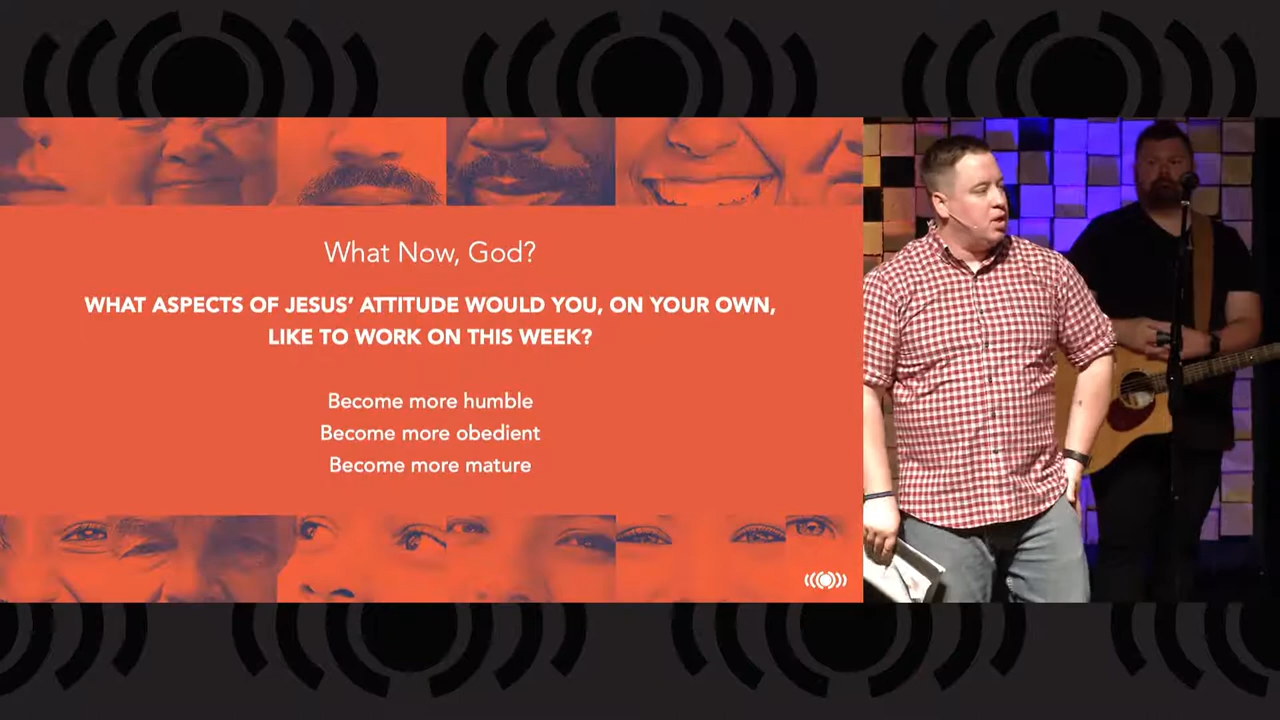 What Now, God?
WHAT ASPECTS OF JESUS’ ATTITUDE WOULD YOU, ON YOUR OWN,
LIKE TO WORK ON THIS WEEK?
Become more humble
Become more obedient
Become more mature